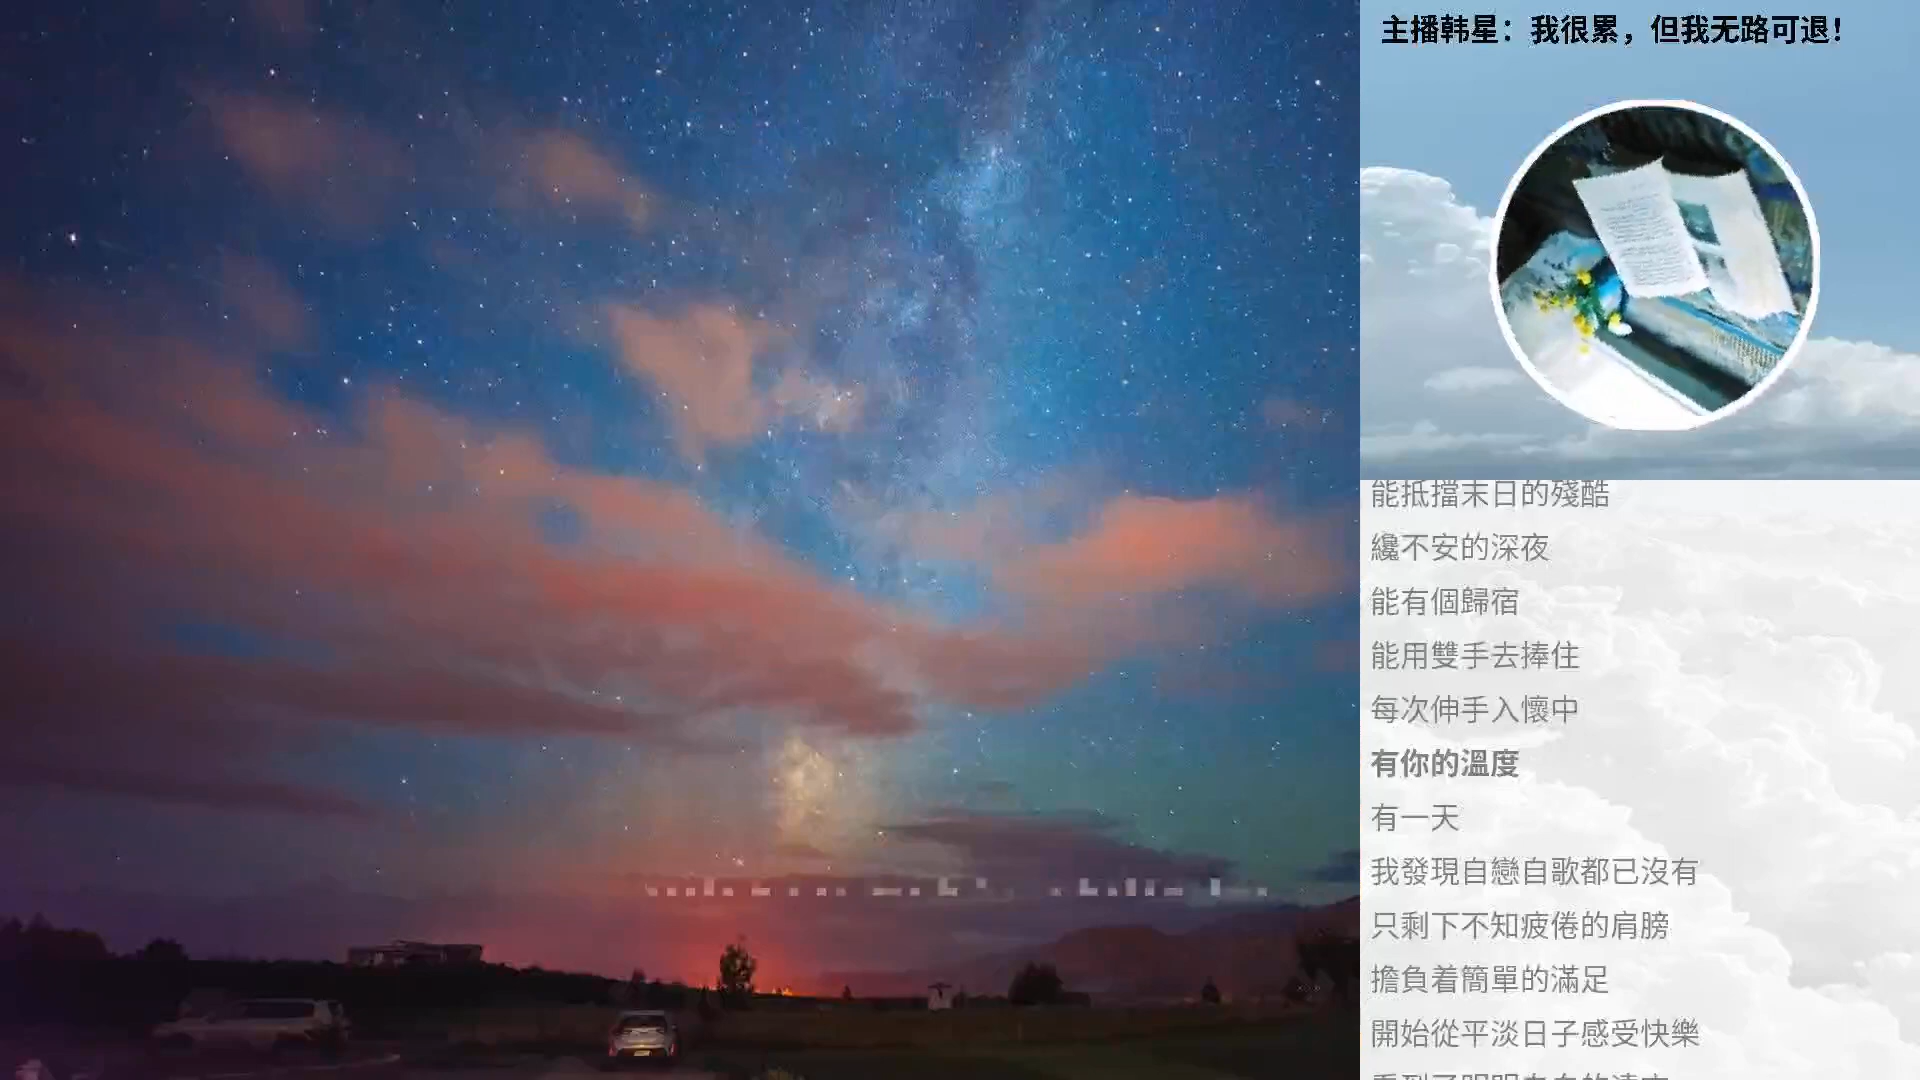 主播韩星：我很累，但我无路可退！
能抵擋末日的殘酷
纔不安的深夜
能有個歸宿
能用雙手去捧住
每次伸手入懷中
有你的溫度
有一天
我發現自戀自歌都已沒有
只剩下不知疲倦的肩膀
擔負着簡單的滿足
開始從平淡日子感受快樂